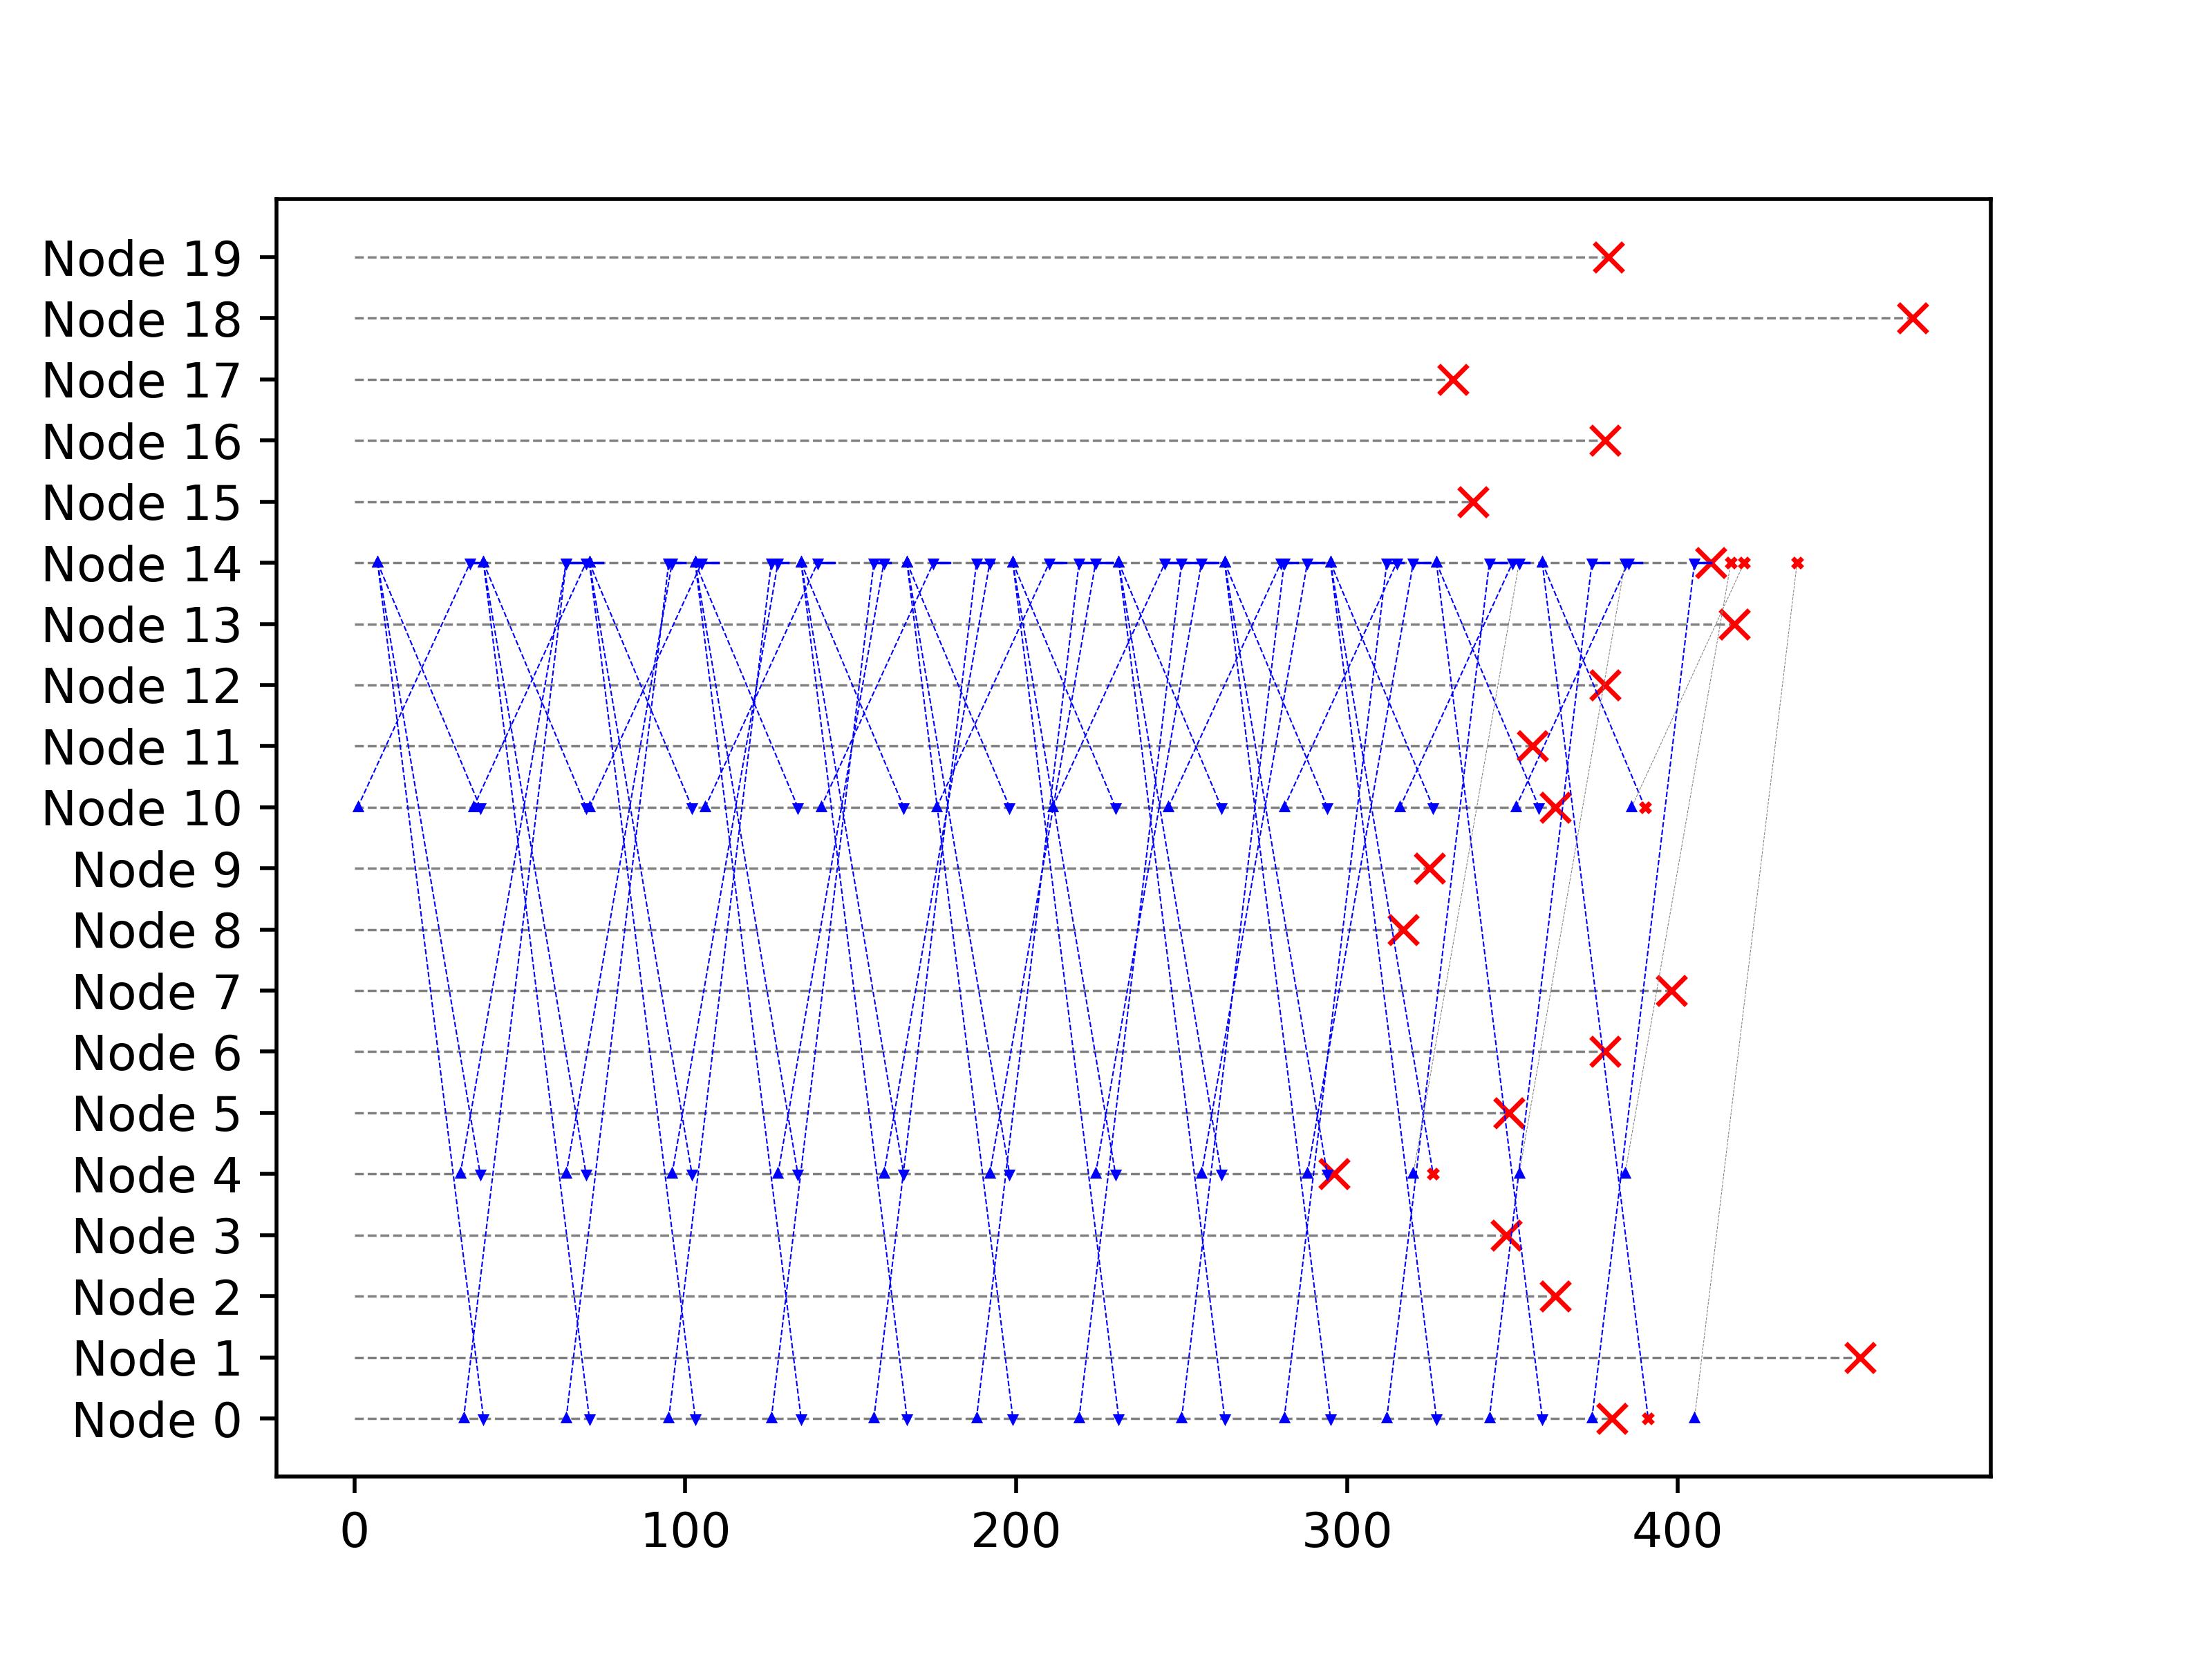 Node 19
Node 18
Node 17
Node 16
Node 15
Node 14
Node 13
Node 12
Node 11
Node 10
Node 9
Node 8
Node 7
Node 6
Node 5
Node 4
Node 3
Node 2
Node 1
Node 0
0 100 200 300 400